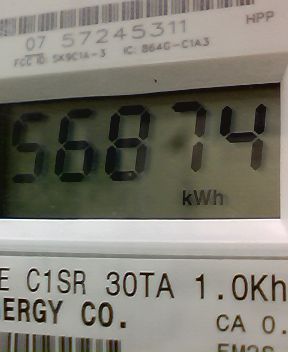 07 57245311
HPP
FCC ID: SK9C1A-3 IC: 864G-C1A3
56874
kWh
E C1SR 30TA 1.0Kh
ERGY CO.
CA 0.